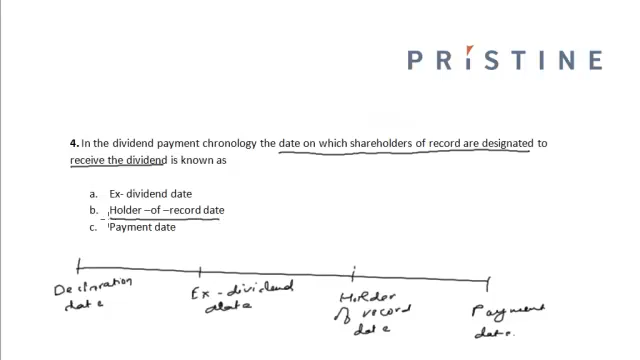 PRiSTINE
4. In the dividend payment chronology the date on which shareholders of record are designated to
receive the dividend is known as
a. Ex- dividend date
b. Holder –of –record date
c. Payment date
Declaration
date
Ex - dividend
date
Holder
of record
date
Payment
date.